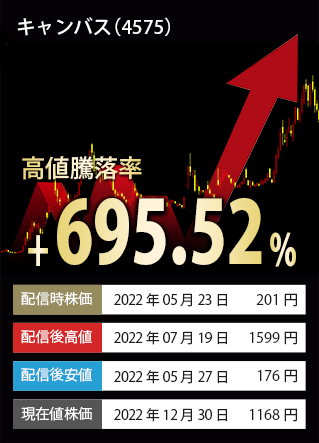 キャンバス（4575）
高値騰落率
+695.52%
配信時株価 2022年05月23日 201円
配信後高値 2022年07月19日 1599円
配信後安値 2022年05月27日 176円
現在値株価 2022年12月30日 1168円